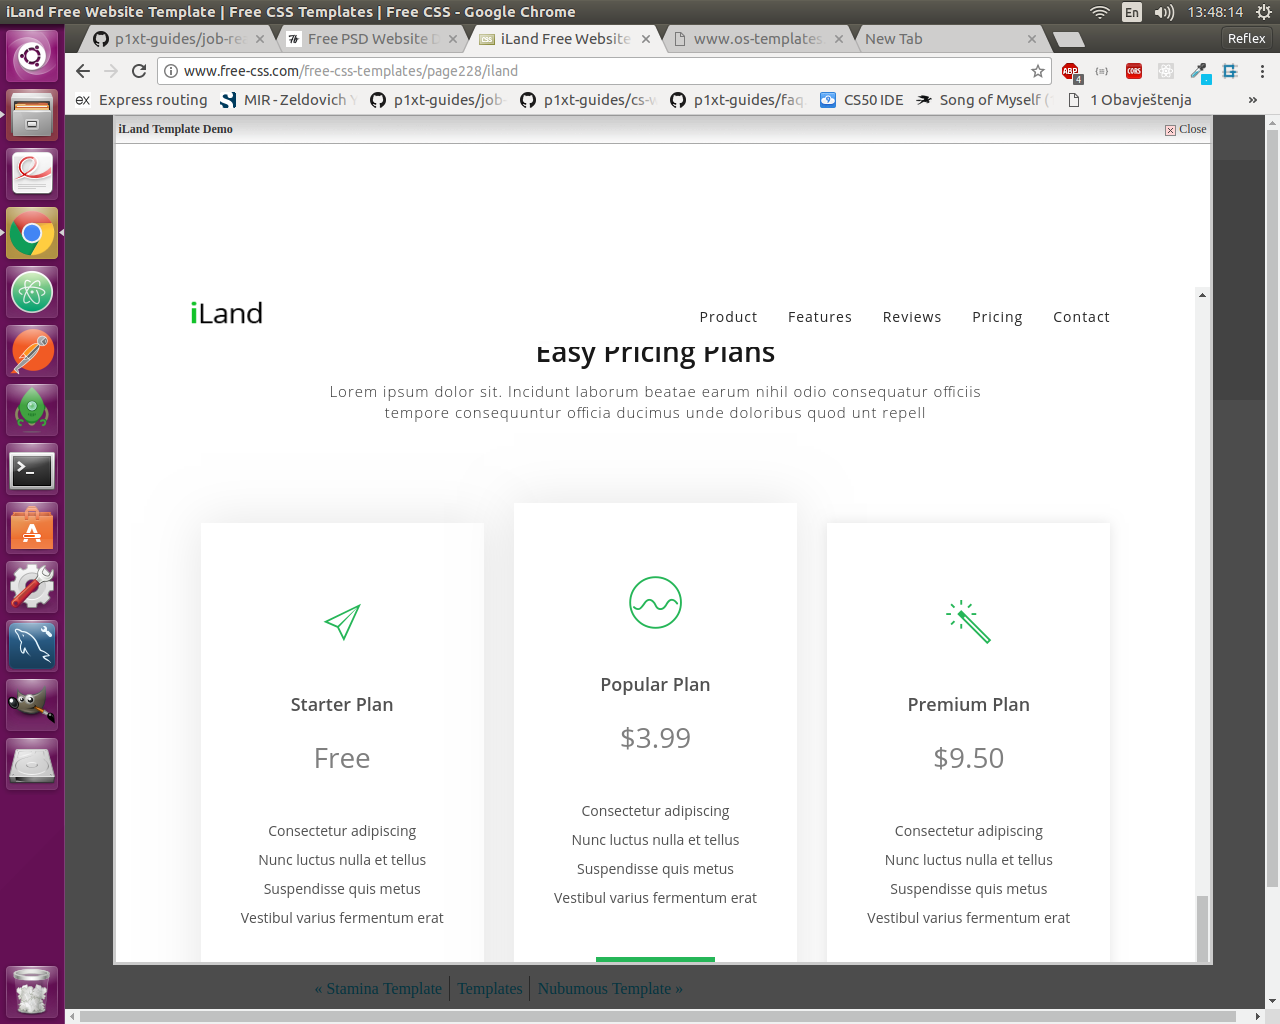 iLand Free Website Template | Free CSS Templates | Free CSS - Google Chrome
En
13:48:14
p1xt-guides/job-rea
Free PSD Website D
iLand Free Website
www.os-templates
New Tab
Reflex
www.free-css.com/free-css-templates/page228/iland
ABP
4
CORS
ex Express routing
MIR - Zeldovich Y
p1xt-guides/job-
p1xt-guides/cs-w
p1xt-guides/faq
CS50 IDE
Song of Myself (
1 Obavještenja
»
iLand Template Demo
Close
iLand
Product
Features
Reviews
Pricing
Contact
Easy Pricing Plans
Lorem ipsum dolor sit. Incidunt laborum beatae earum nihil odio consequatur officiis
tempore consequuntur officia ducimus unde doloribus quod unt repell
Starter Plan
Free
Consectetur adipiscing
Nunc luctus nulla et tellus
Suspendisse quis metus
Vestibul varius fermentum erat
Popular Plan
$3.99
Consectetur adipiscing
Nunc luctus nulla et tellus
Suspendisse quis metus
Vestibul varius fermentum erat
Premium Plan
$9.50
Consectetur adipiscing
Nunc luctus nulla et tellus
Suspendisse quis metus
Vestibul varius fermentum erat
« Stamina Template
Templates
Nubumous Template »